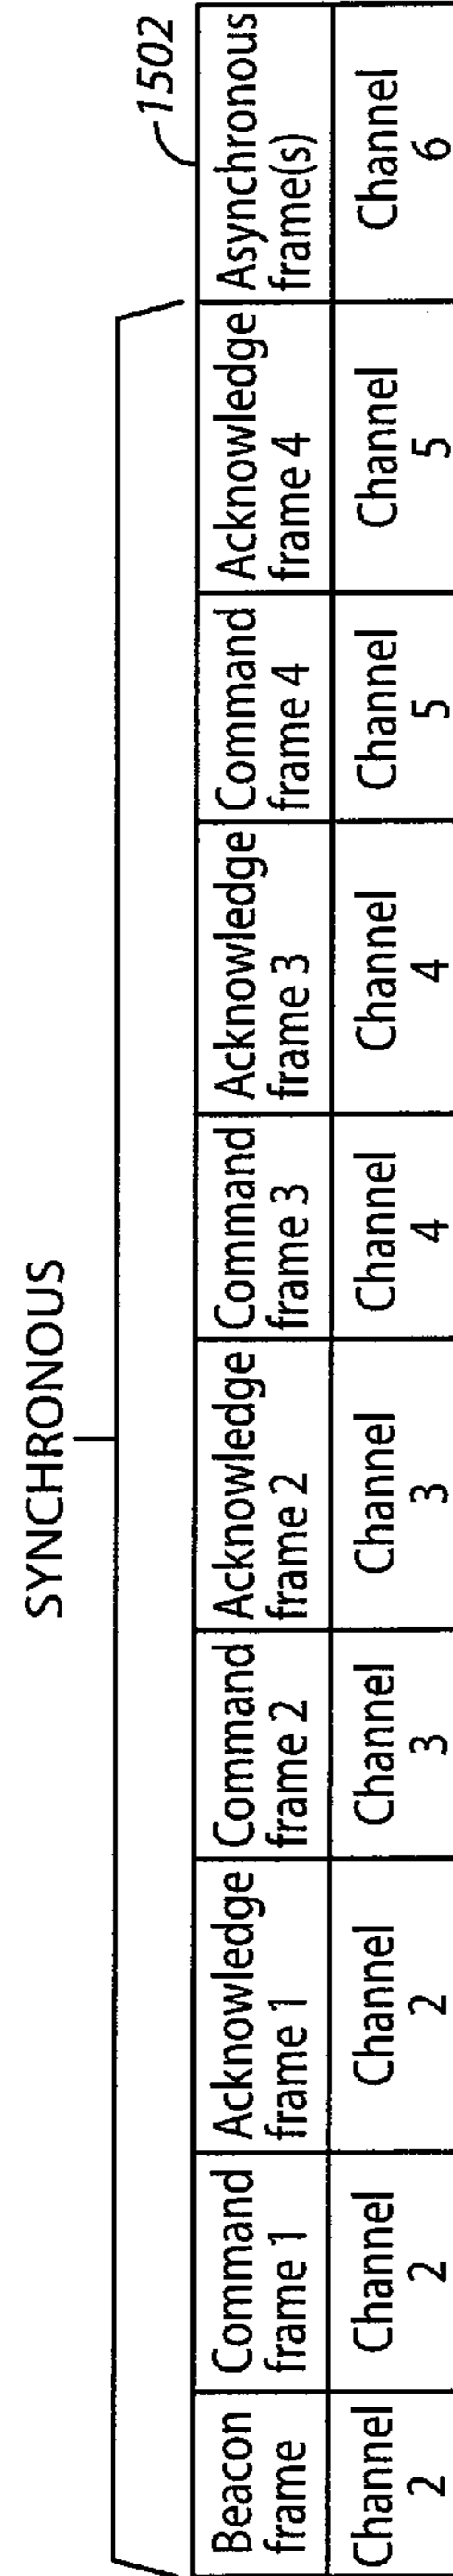 SYNCHRONOUS
1502
Beacon frame
Command frame 1
Acknowledge frame 1
Command frame 2
Acknowledge frame 2
Command frame 3
Acknowledge frame 3
Command frame 4
Acknowledge frame 4
Asynchronous frame(s)
Channel 2
Channel 2
Channel 2
Channel 3
Channel 3
Channel 4
Channel 4
Channel 5
Channel 5
Channel 6